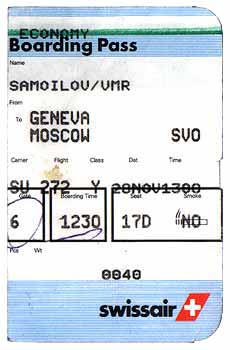 ECONOMY
Boarding Pass
Name
SAMOILOV/VMR
From
GENEVA
To
MOSCOW SVO
Carrier Flight Class Dat. Time
SU 272 Y 28NOV1300
Gate Boarding Time Seat Smoke
6 1230 17D NO
Pcs Wt
0040
swissair